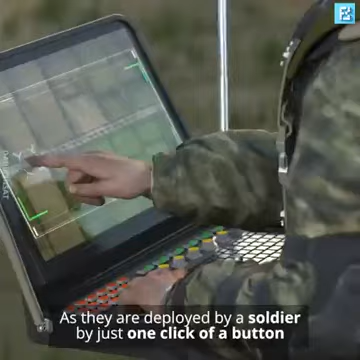 As they are deployed by a soldier
by just one click of a button